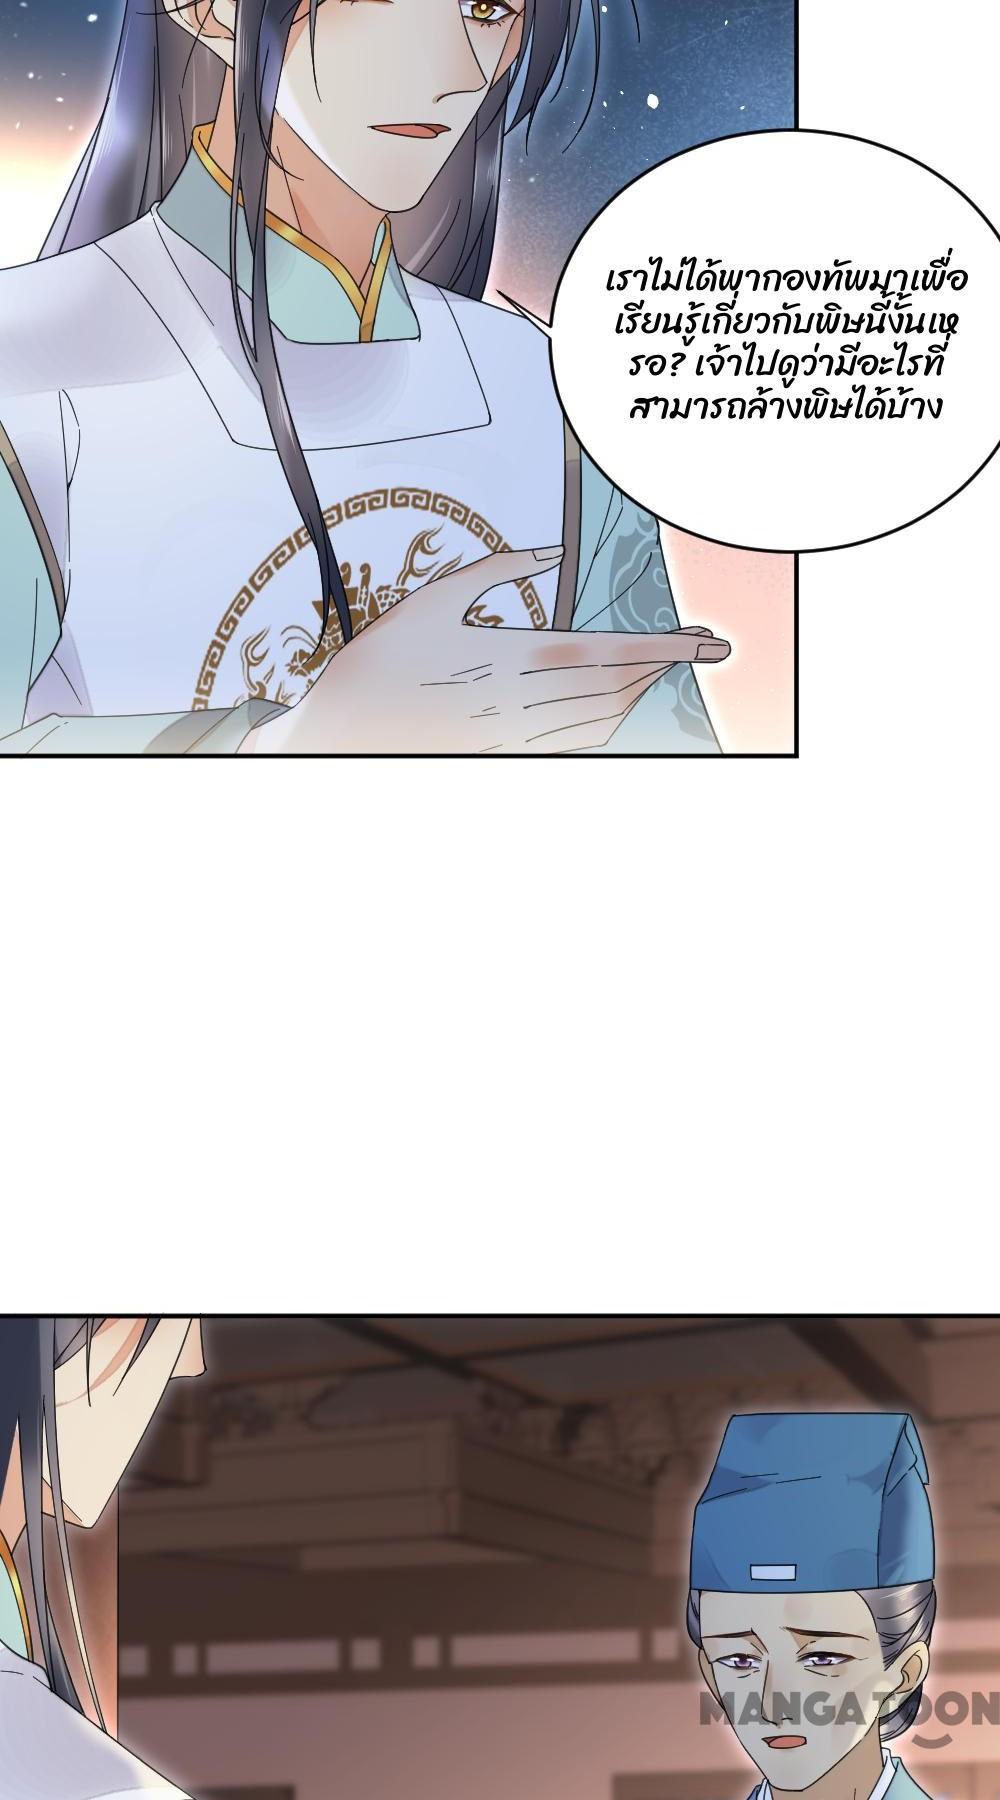 เราไม่ได้พากองทัพมาเพื่อ
เรียนรู้เกี่ยวกับพิษนี้งั้นเห
รอ? เจ้าไปดูว่ามีอะไรที่
สามารถล้างพิษได้บ้าง
MANGATOON